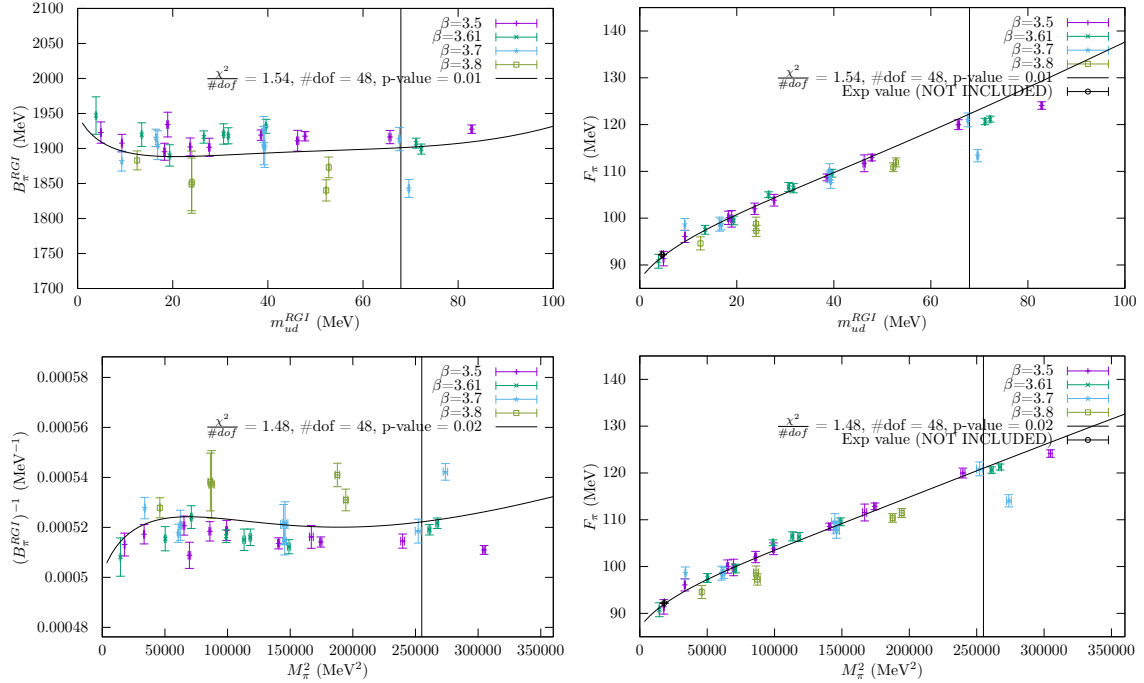 2100
2050
2000
1950
1900
1850
1800
1750
1700
B_π^{RGI} (MeV)
0 20 40 60 80 100
m_{ud}^{RGI} (MeV)
β=3.5
β=3.61
β=3.7
β=3.8
χ²/#dof = 1.54, #dof = 48, p-value = 0.01
140
130
120
110
100
90
F_π (MeV)
0 20 40 60 80 100
m_{ud}^{RGI} (MeV)
β=3.5
β=3.61
β=3.7
β=3.8
χ²/#dof = 1.54, #dof = 48, p-value = 0.01
Exp value (NOT INCLUDED)
0.00058
0.00056
0.00054
0.00052
0.0005
0.00048
(B_π^{RGI})^{−1} (MeV^{−1})
0 50000 100000 150000 200000 250000 300000 350000
M_π^2 (MeV²)
β=3.5
β=3.61
β=3.7
β=3.8
χ²/#dof = 1.48, #dof = 48, p-value = 0.02
140
130
120
110
100
90
F_π (MeV)
0 50000 100000 150000 200000 250000 300000 350000
M_π^2 (MeV²)
β=3.5
β=3.61
β=3.7
β=3.8
χ²/#dof = 1.48, #dof = 48, p-value = 0.02
Exp value (NOT INCLUDED)